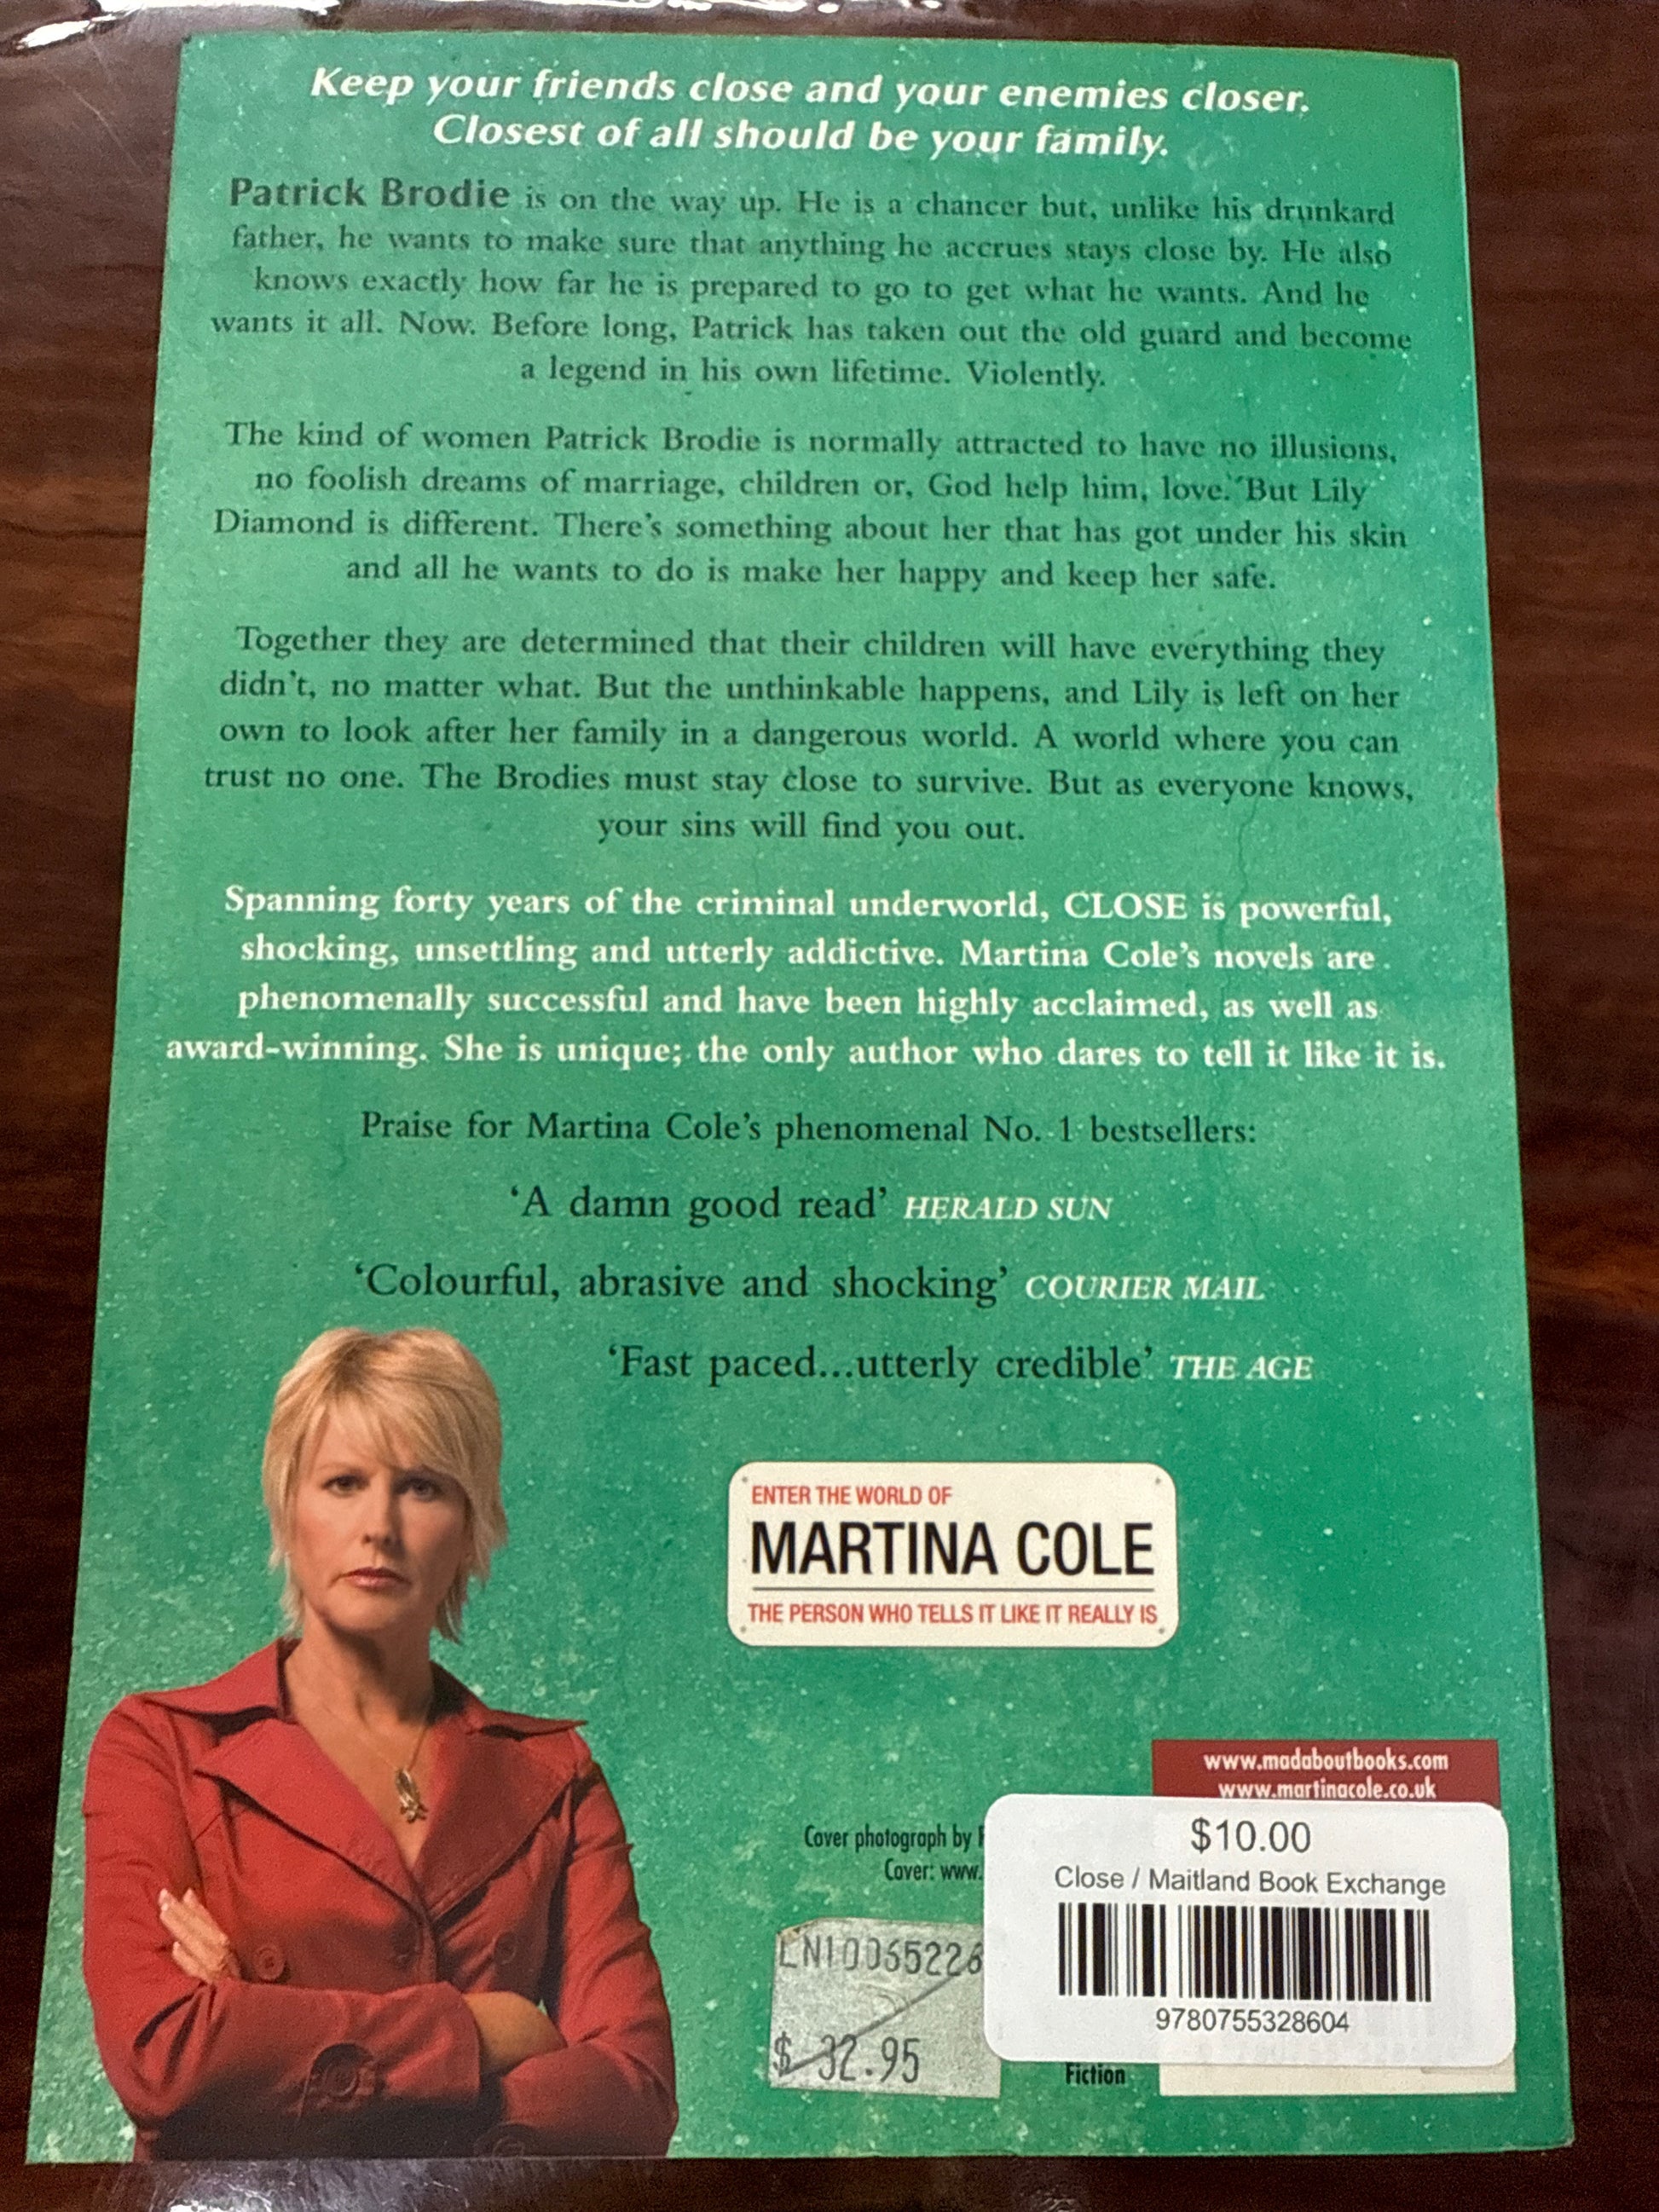 Keep your friends close and your enemies closer.
Closest of all should be your family.
Patrick Brodie is on the way up. He is a chancer but, unlike his drunkard
father, he wants to make sure that anything he accrues stays close by. He also
knows exactly how far he is prepared to go to get what he wants. And he
wants it all. Now. Before long, Patrick has taken out the old guard and become
a legend in his own lifetime. Violently.
The kind of women Patrick Brodie is normally attracted to have no illusions,
no foolish dreams of marriage, children or, God help him, love. But Lily
Diamond is different. There's something about her that has got under his skin
and all he wants to do is make her happy and keep her safe.
Together they are determined that their children will have everything they
didn't, no matter what. But the unthinkable happens, and Lily is left on her
own to look after her family in a dangerous world. A world where you can
trust no one. The Brodies must stay close to survive. But as everyone knows,
your sins will find you out.
Spanning forty years of the criminal underworld, CLOSE is powerful,
shocking, unsettling and utterly addictive. Martina Cole's novels are
phenomenally successful and have been highly acclaimed, as well as
award-winning. She is unique; the only author who dares to tell it like it is.
Praise for Martina Cole's phenomenal No. 1 bestsellers:
‘A damn good read’ HERALD SUN
‘Colourful, abrasive and shocking’ COURIER MAIL
‘Fast paced...utterly credible’ THE AGE
ENTER THE WORLD OF
MARTINA COLE
THE PERSON WHO TELLS IT LIKE IT REALLY IS
www.madaboutbooks.com
www.martinacole.co.uk
Cover photograph by
Cover: www.
$10.00
Close / Maitland Book Exchange
9780755328604
LN10065226
$ 32.95
Fiction